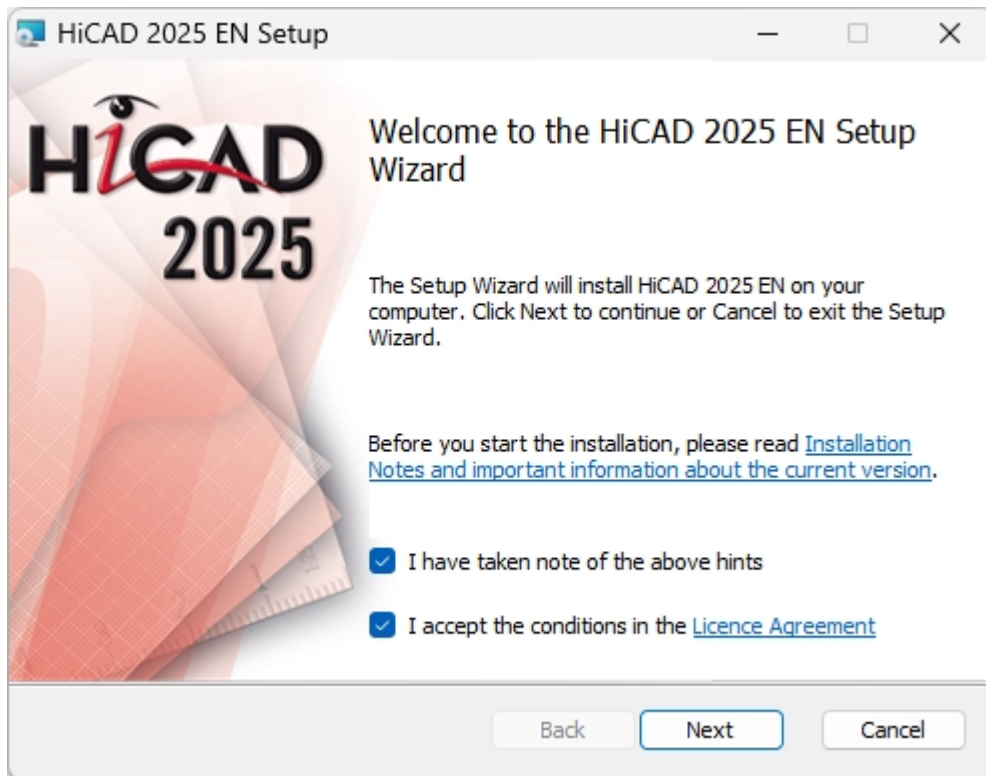 HiCAD 2025 EN Setup
HiCAD
2025
Welcome to the HiCAD 2025 EN Setup
Wizard
The Setup Wizard will install HiCAD 2025 EN on your
computer. Click Next to continue or Cancel to exit the Setup
Wizard.
Before you start the installation, please read Installation
Notes and important information about the current version.
I have taken note of the above hints
I accept the conditions in the Licence Agreement
Back
Next
Cancel